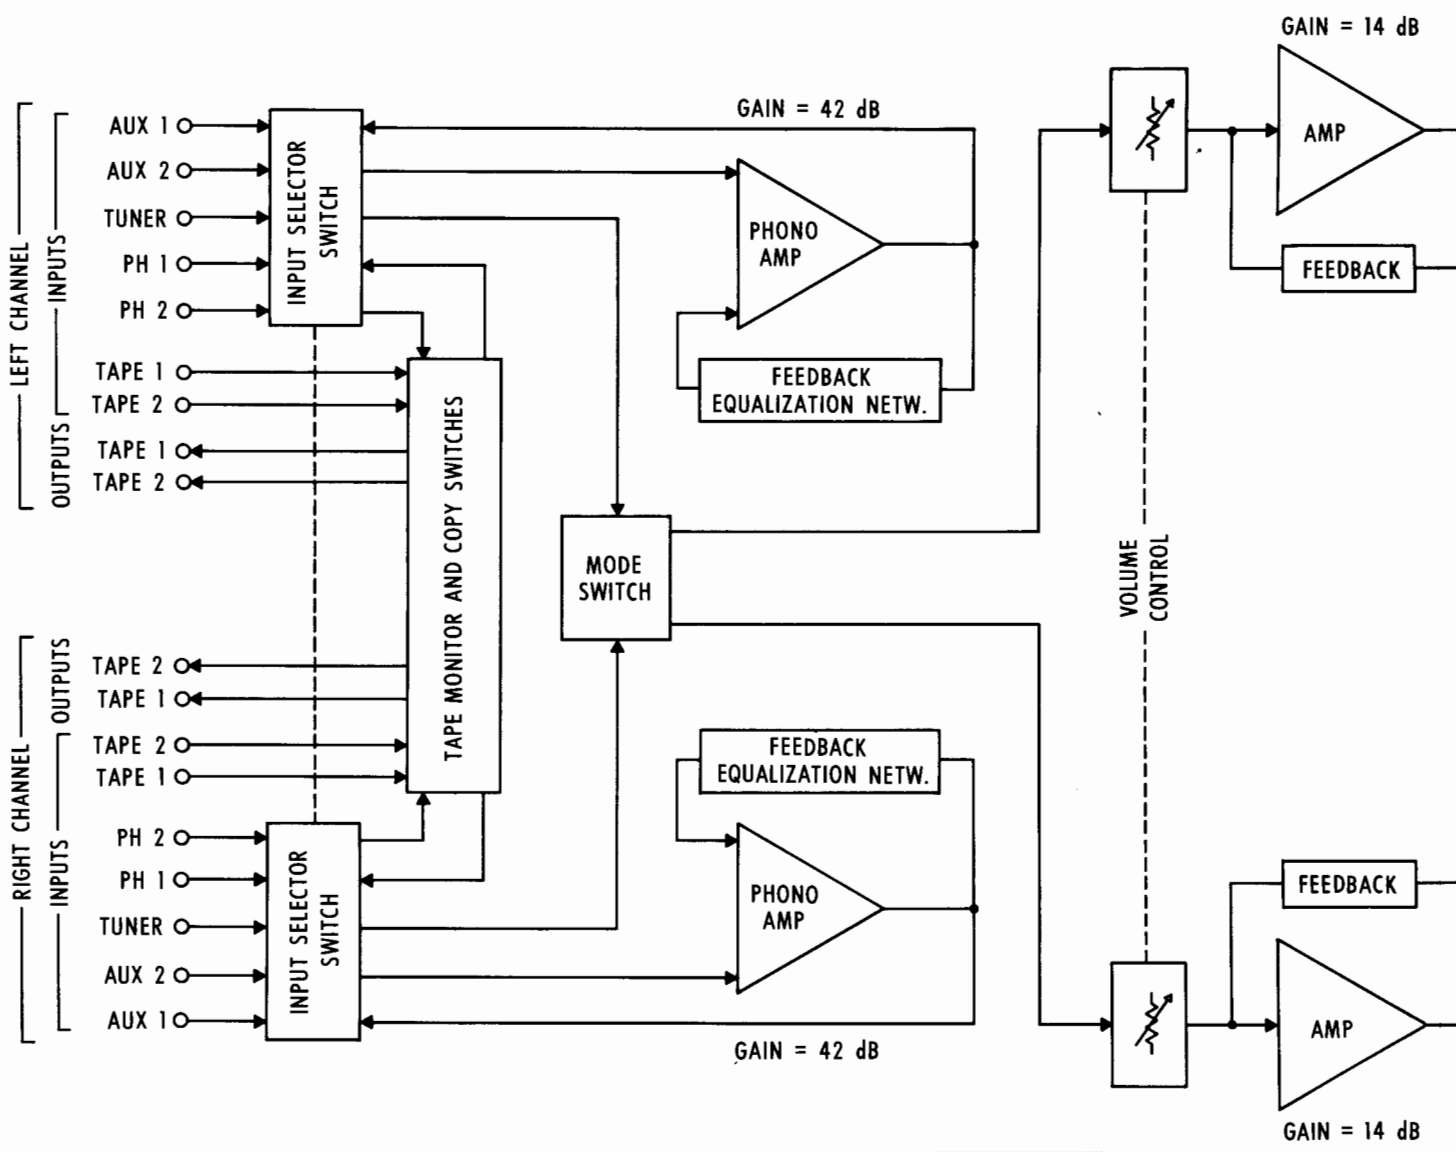 GAIN = 14 dB
GAIN = 42 dB
LEFT CHANNEL
INPUTS
OUTPUTS
AUX 1
AUX 2
TUNER
PH 1
PH 2
TAPE 1
TAPE 2
TAPE 1
TAPE 2
INPUT SELECTOR
SWITCH
PHONO
AMP
FEEDBACK
EQUALIZATION NETW.
AMP
FEEDBACK
TAPE MONITOR AND COPY SWITCHES
MODE
SWITCH
VOLUME
CONTROL
RIGHT CHANNEL
OUTPUTS
INPUTS
TAPE 2
TAPE 1
TAPE 2
TAPE 1
PH 2
PH 1
TUNER
AUX 2
AUX 1
INPUT SELECTOR
SWITCH
FEEDBACK
EQUALIZATION NETW.
PHONO
AMP
FEEDBACK
AMP
GAIN = 42 dB
GAIN = 14 dB